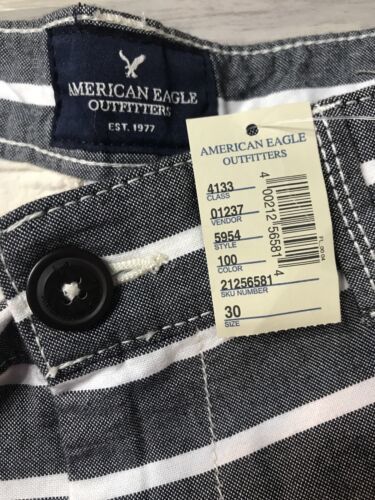 AMERICAN EAGLE
OUTFITTERS
EST. 1977
AMERICAN EAGLE
OUTFITTERS
4133
CLASS
01237
VENDOR
5954
STYLE
100
COLOR
21256581
SKU NUMBER
30
SIZE
4 00212 56581 4